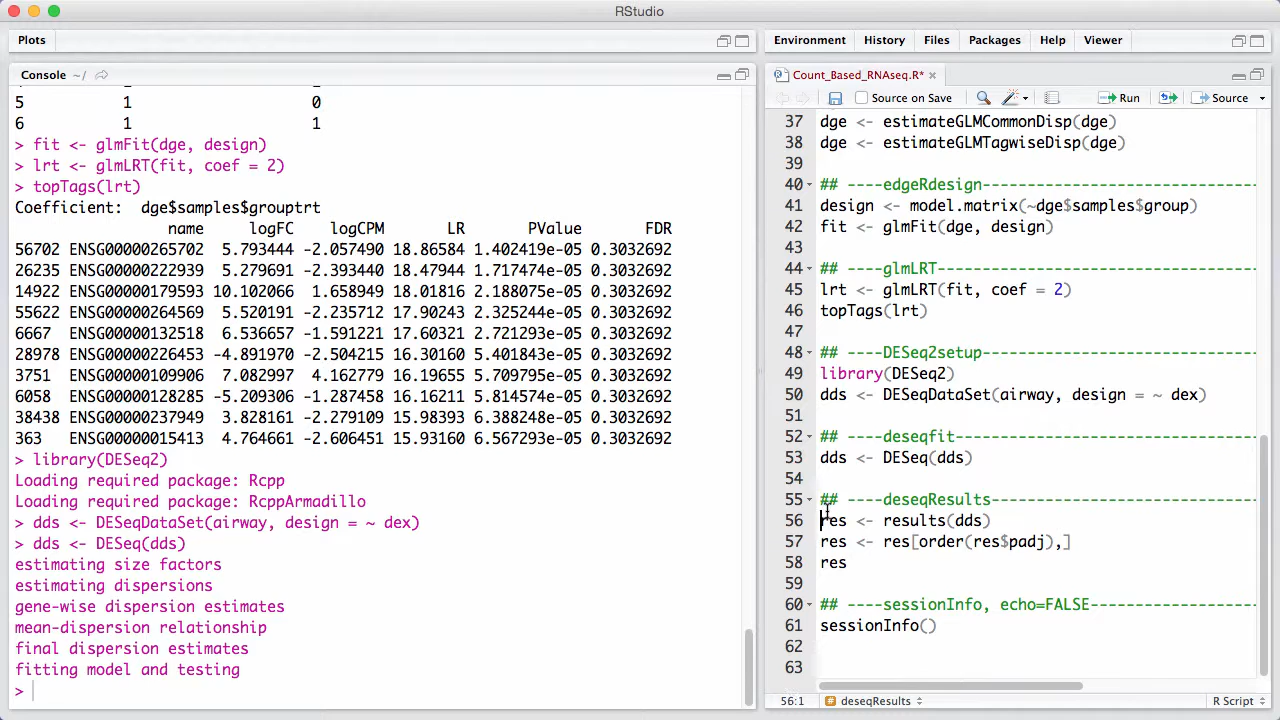 RStudio
Plots
Console ~/
5 1 0
6 1 1
> fit <- glmFit(dge, design)
> lrt <- glmLRT(fit, coef = 2)
> topTags(lrt)
Coefficient: dge$samples$grouptrt
name logFC logCPM LR PValue FDR
56702 ENSG00000265702 5.793444 -2.057490 18.86584 1.402419e-05 0.3032692
26235 ENSG00000222939 5.279691 -2.393440 18.47944 1.717474e-05 0.3032692
14922 ENSG00000179593 10.102066 1.658949 18.01816 2.188075e-05 0.3032692
55622 ENSG00000264569 5.520191 -2.235712 17.90243 2.325244e-05 0.3032692
6667 ENSG00000132518 6.536657 -1.591221 17.60321 2.721293e-05 0.3032692
28978 ENSG00000226453 -4.891970 -2.504215 16.30160 5.401843e-05 0.3032692
3751 ENSG00000109906 7.082997 4.162779 16.19655 5.709795e-05 0.3032692
6058 ENSG00000128285 -5.209306 -1.287458 16.16211 5.814574e-05 0.3032692
38438 ENSG00000237949 3.828161 -2.279109 15.98393 6.388248e-05 0.3032692
363 ENSG00000015413 4.764661 -2.606451 15.93160 6.567293e-05 0.3032692
> library(DESeq2)
Loading required package: Rcpp
Loading required package: RcppArmadillo
> dds <- DESeqDataSet(airway, design = ~ dex)
> dds <- DESeq(dds)
estimating size factors
estimating dispersions
gene-wise dispersion estimates
mean-dispersion relationship
final dispersion estimates
fitting model and testing
>
Environment History Files Packages Help Viewer
Count_Based_RNAseq.R*
Source on Save Run Source
37 dge <- estimateGLMCommonDisp(dge)
38 dge <- estimateGLMTagwiseDisp(dge)
39
40 ## ----edgeRdesign-----------------------------
41 design <- model.matrix(~dge$samples$group)
42 fit <- glmFit(dge, design)
43
44 ## ----glmLRT---------------------------------
45 lrt <- glmLRT(fit, coef = 2)
46 topTags(lrt)
47
48 ## ----DESeq2setup-----------------------------
49 library(DESeq2)
50 dds <- DESeqDataSet(airway, design = ~ dex)
51
52 ## ----deseqfit--------------------------------
53 dds <- DESeq(dds)
54
55 ## ----deseqResults----------------------------
56 res <- results(dds)
57 res <- res[order(res$padj),]
58 res
59
60 ## ----sessionInfo, echo=FALSE-----------------
61 sessionInfo()
62
63
56:1 # deseqResults R Script